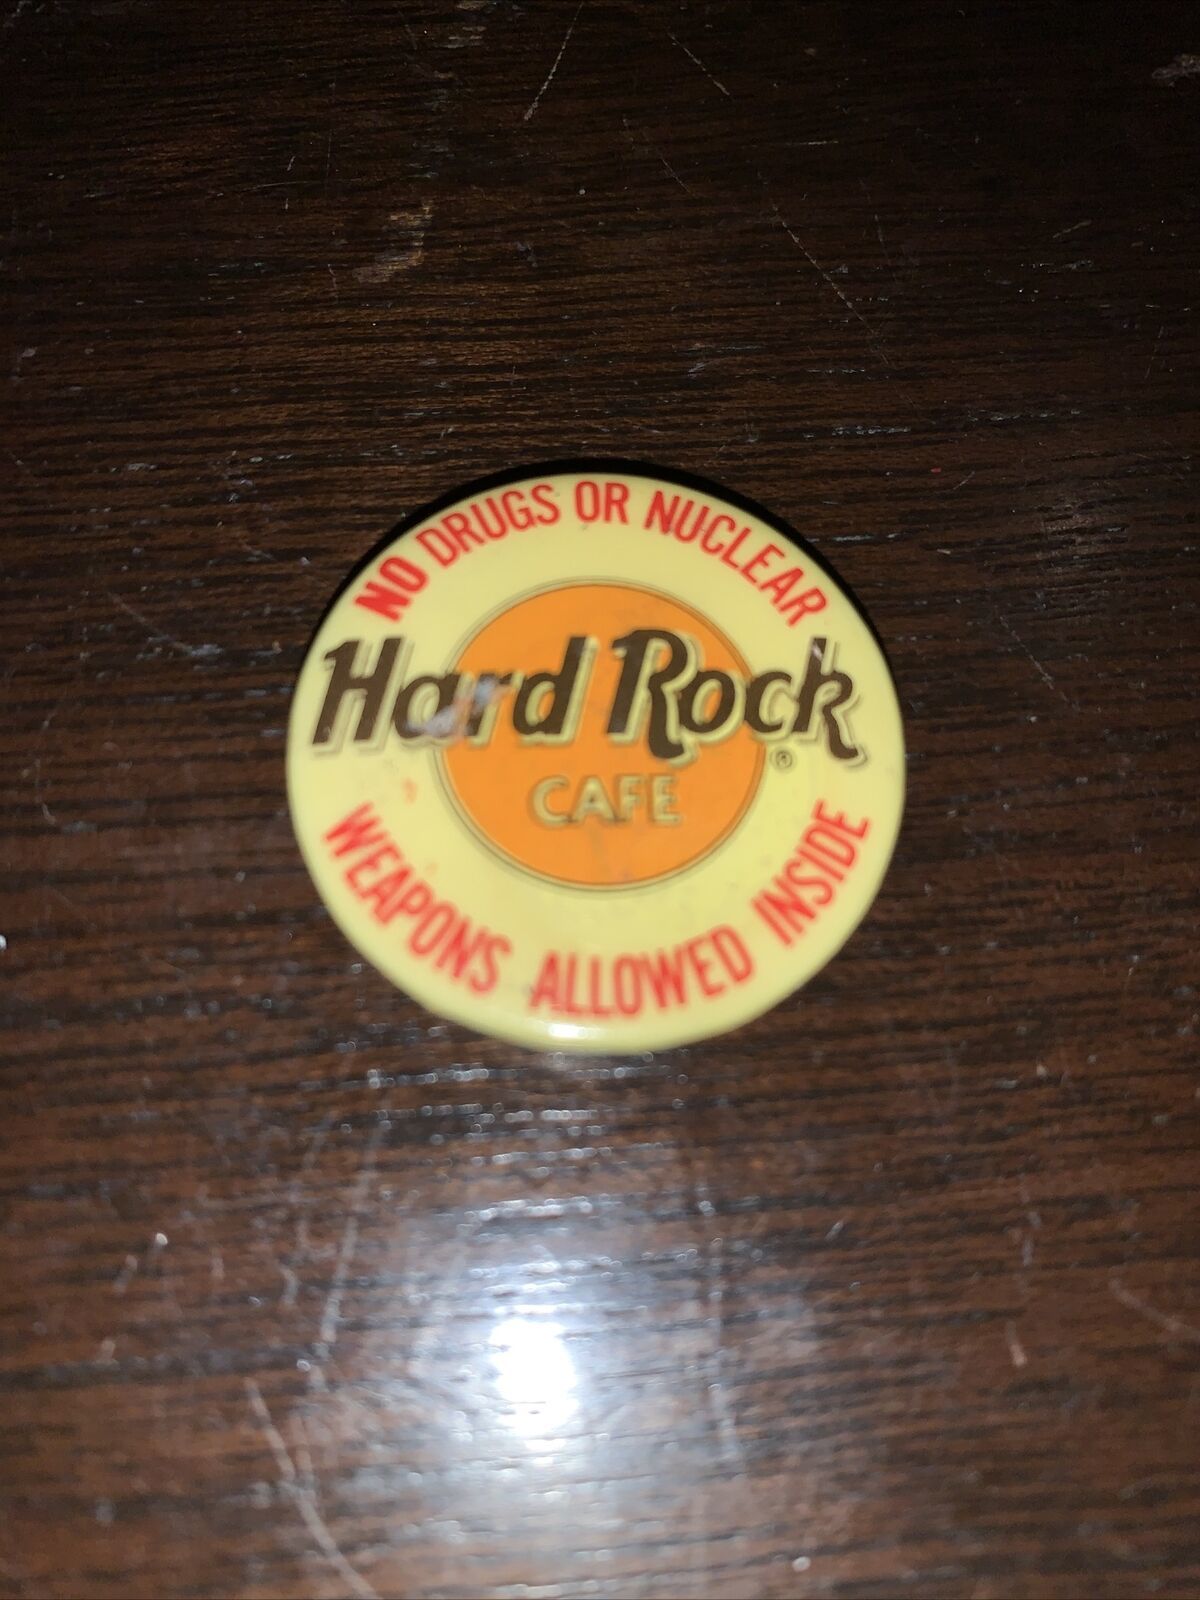 NO DRUGS OR NUCLEAR
Hard Rock ®
CAFE
WEAPONS ALLOWED INSIDE